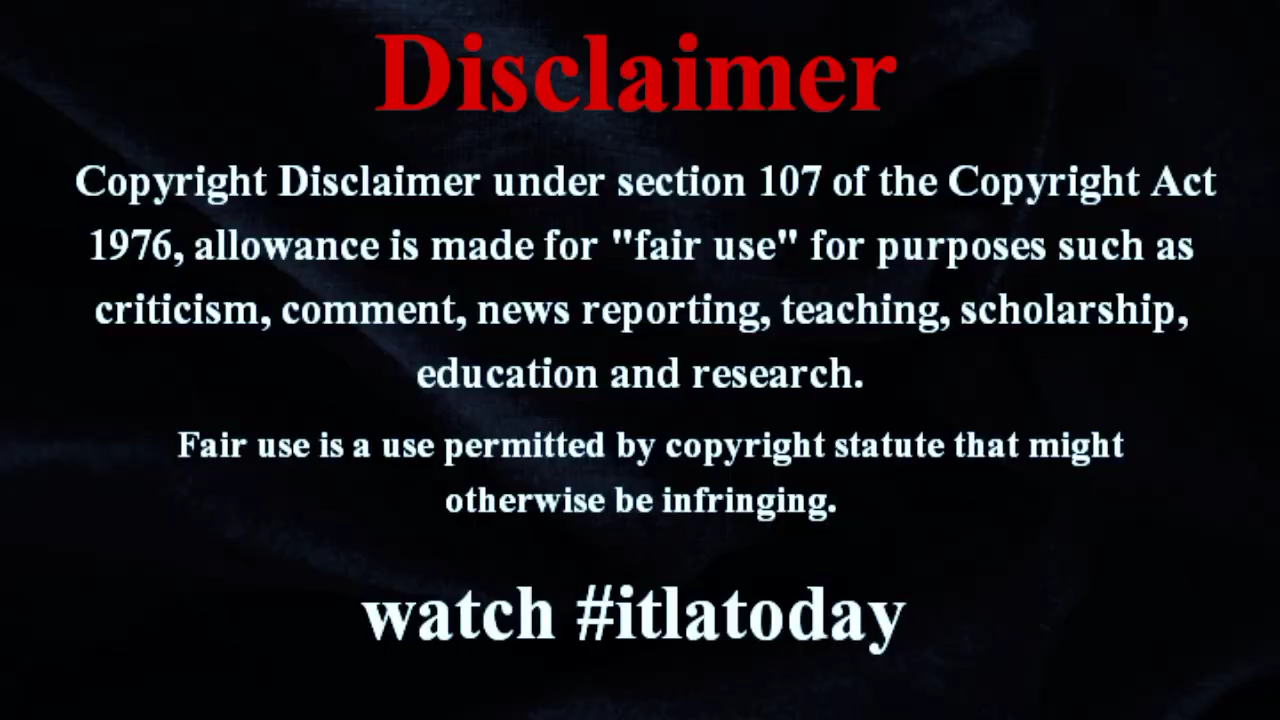 Disclaimer
Copyright Disclaimer under section 107 of the Copyright Act
1976, allowance is made for "fair use" for purposes such as
criticism, comment, news reporting, teaching, scholarship,
education and research.
Fair use is a use permitted by copyright statute that might
otherwise be infringing.
watch #itlatoday